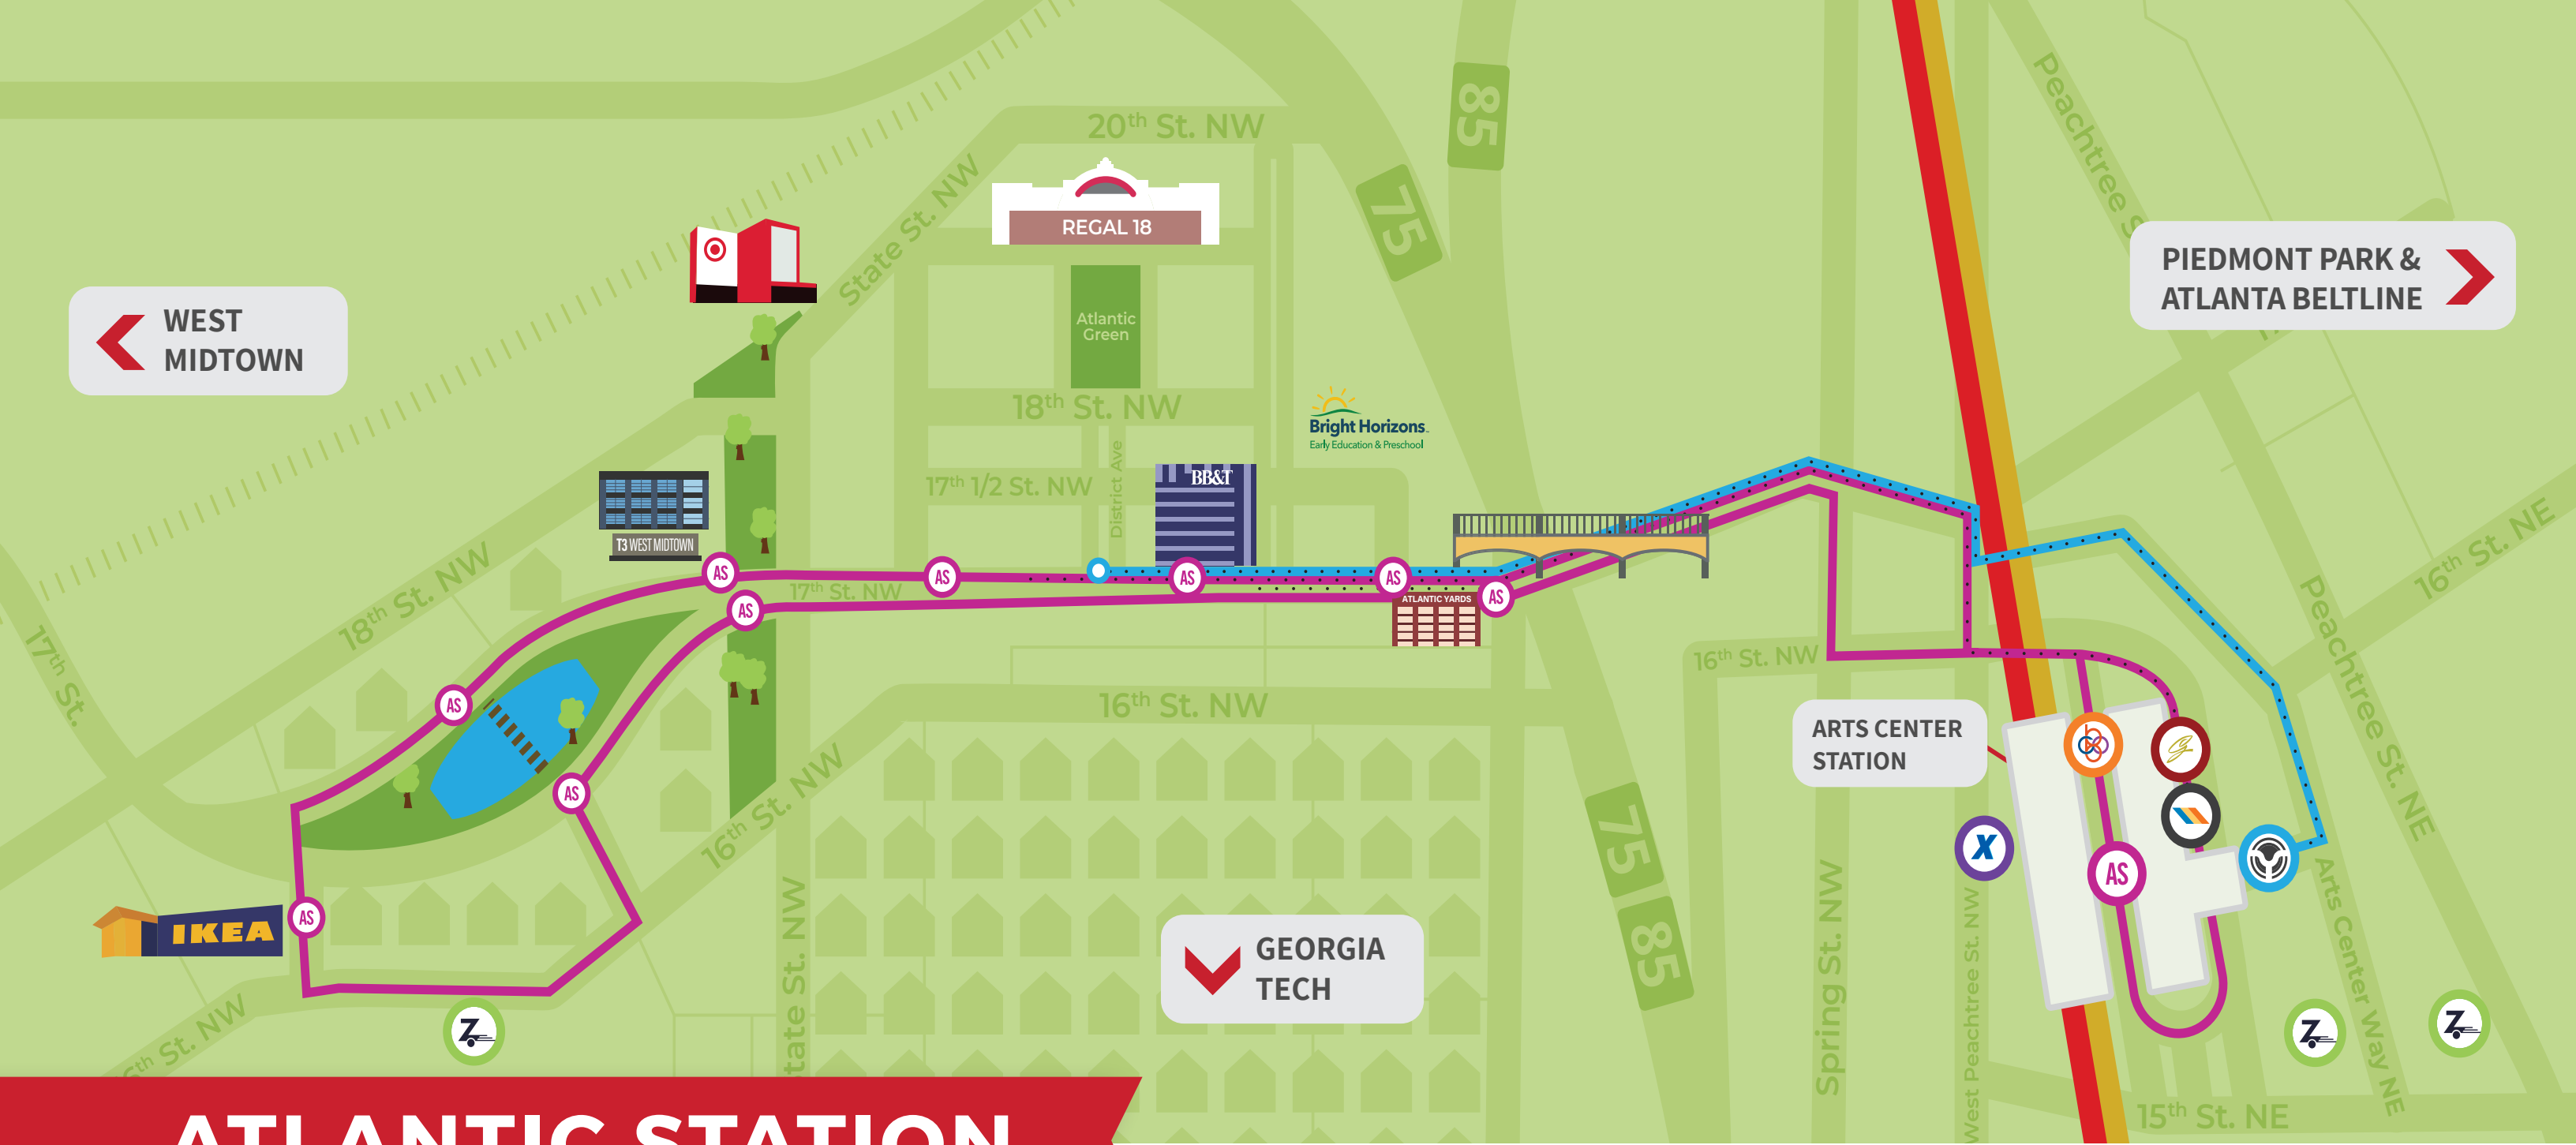 20th St. NW
85
75
State St. NW
REGAL 18
Peachtree S
PIEDMONT PARK &
ATLANTA BELTLINE
WEST
MIDTOWN
Atlantic
Green
18th St. NW
Bright Horizons
Early Education & Preschool
17th 1/2 St. NW
District Ave
BB&T
T3 WEST MIDTOWN
18th St. NW
17th St.
AS
AS
AS
AS
AS
AS
17th St. NW
ATLANTIC YARDS
16th St. NE
Peachtree St. NE
16th St. NW
16th St. NW
AS
AS
16th St. NW
ARTS CENTER
STATION
75
85
X
AS
AS
IKEA
State St. NW
GEORGIA
TECH
Spring St. NW
West Peachtree St. NW
Arts Center Way NE
6th St. NW
Z
Z
Z
15th St. NE
ATLANTIC STATION